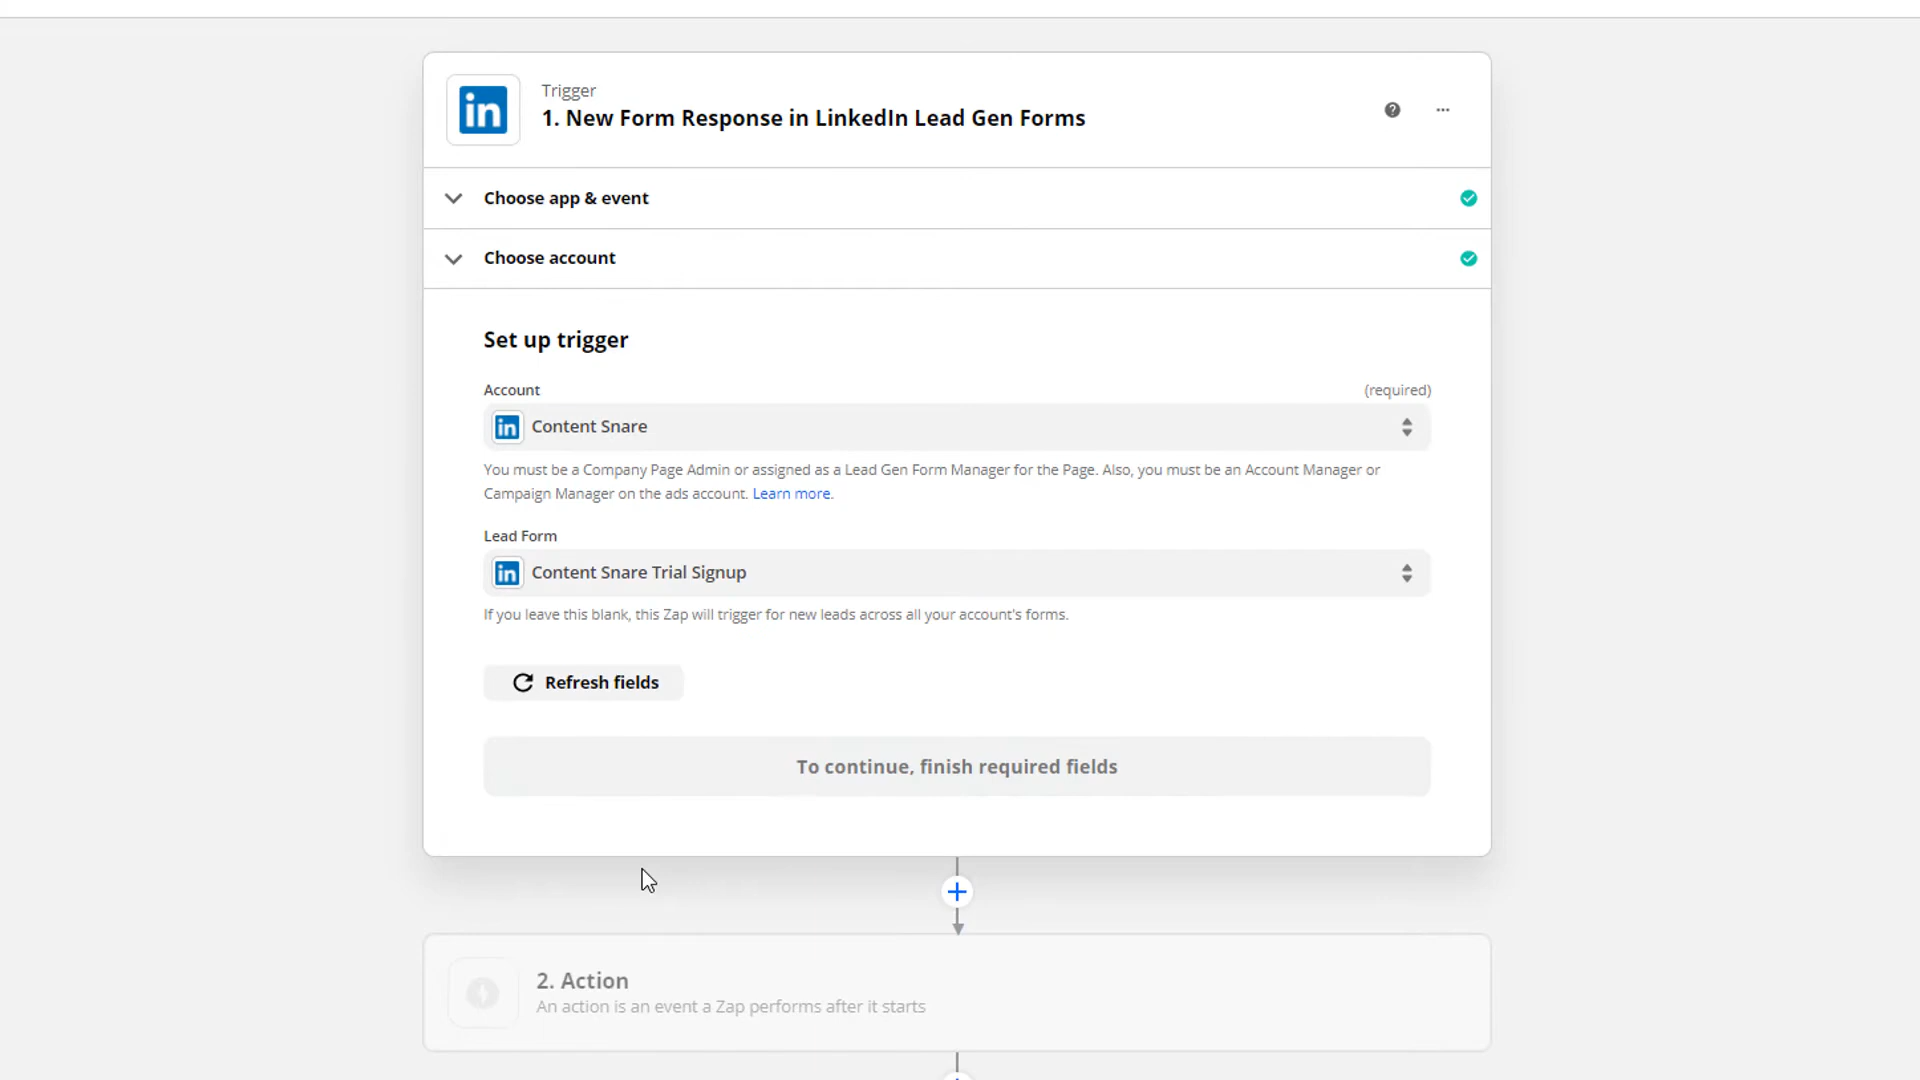 Trigger
1. New Form Response in LinkedIn Lead Gen Forms
Choose app & event
Choose account
Set up trigger
Account
(required)
in Content Snare
You must be a Company Page Admin or assigned as a Lead Gen Form Manager for the Page. Also, you must be an Account Manager or
Campaign Manager on the ads account. Learn more.
Lead Form
in Content Snare Trial Signup
If you leave this blank, this Zap will trigger for new leads across all your account's forms.
Refresh fields
To continue, finish required fields
2. Action
An action is an event a Zap performs after it starts